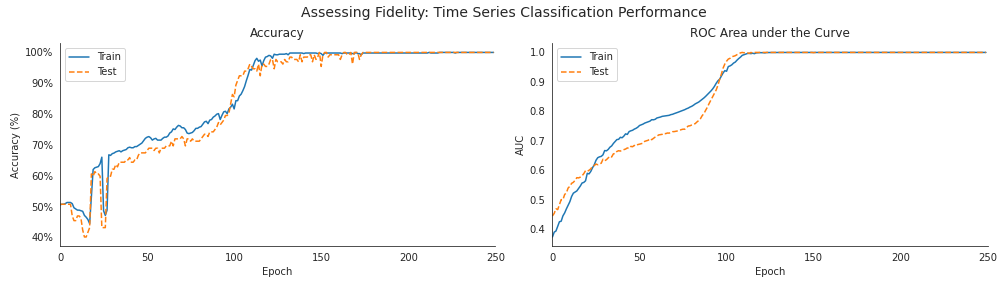 Assessing Fidelity: Time Series Classification Performance
Accuracy
100%
90%
80%
70%
60%
50%
40%
Accuracy (%)
Train
Test
0
50
100
150
200
250
Epoch
ROC Area under the Curve
1.0
0.9
0.8
0.7
0.6
0.5
0.4
AUC
Train
Test
0
50
100
150
200
250
Epoch